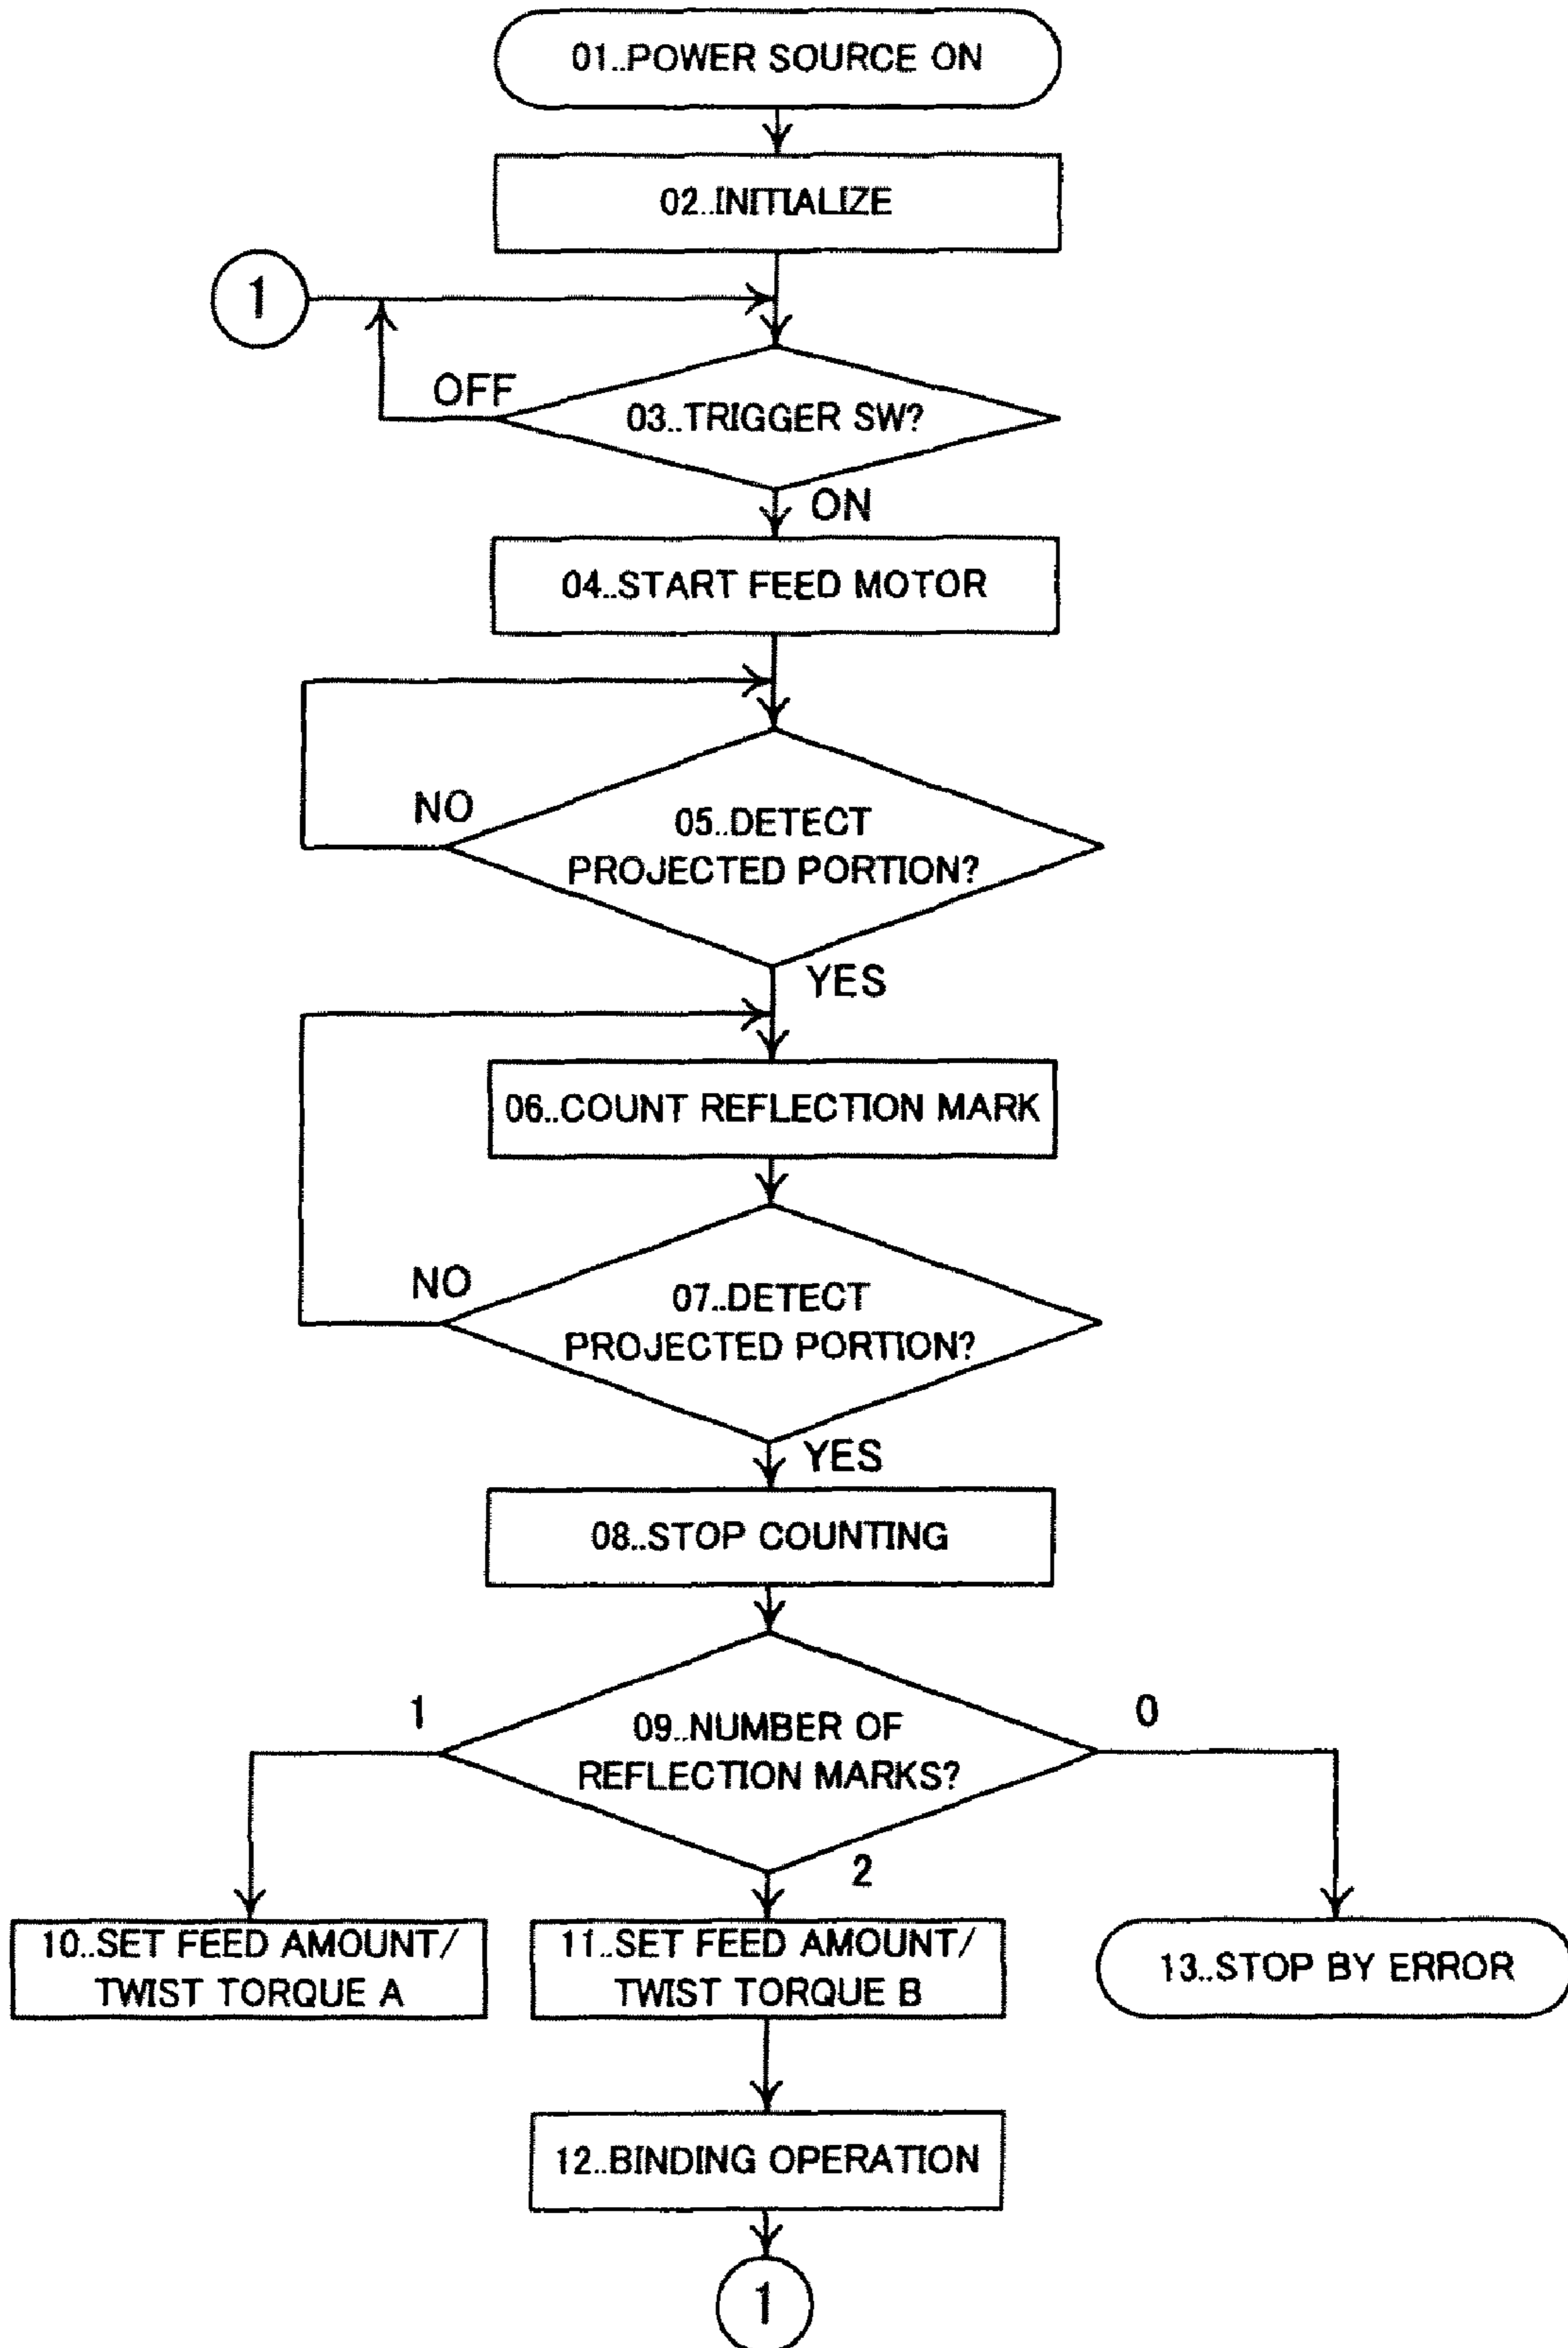 01..POWER SOURCE ON
02..INITIALIZE
1
OFF
03..TRIGGER SW?
ON
04..START FEED MOTOR
NO
05..DETECT
PROJECTED PORTION?
YES
06..COUNT REFLECTION MARK
NO
07..DETECT
PROJECTED PORTION?
YES
08..STOP COUNTING
1
09..NUMBER OF
REFLECTION MARKS?
0
2
10..SET FEED AMOUNT/
TWIST TORQUE A
11..SET FEED AMOUNT/
TWIST TORQUE B
13..STOP BY ERROR
12..BINDING OPERATION
1